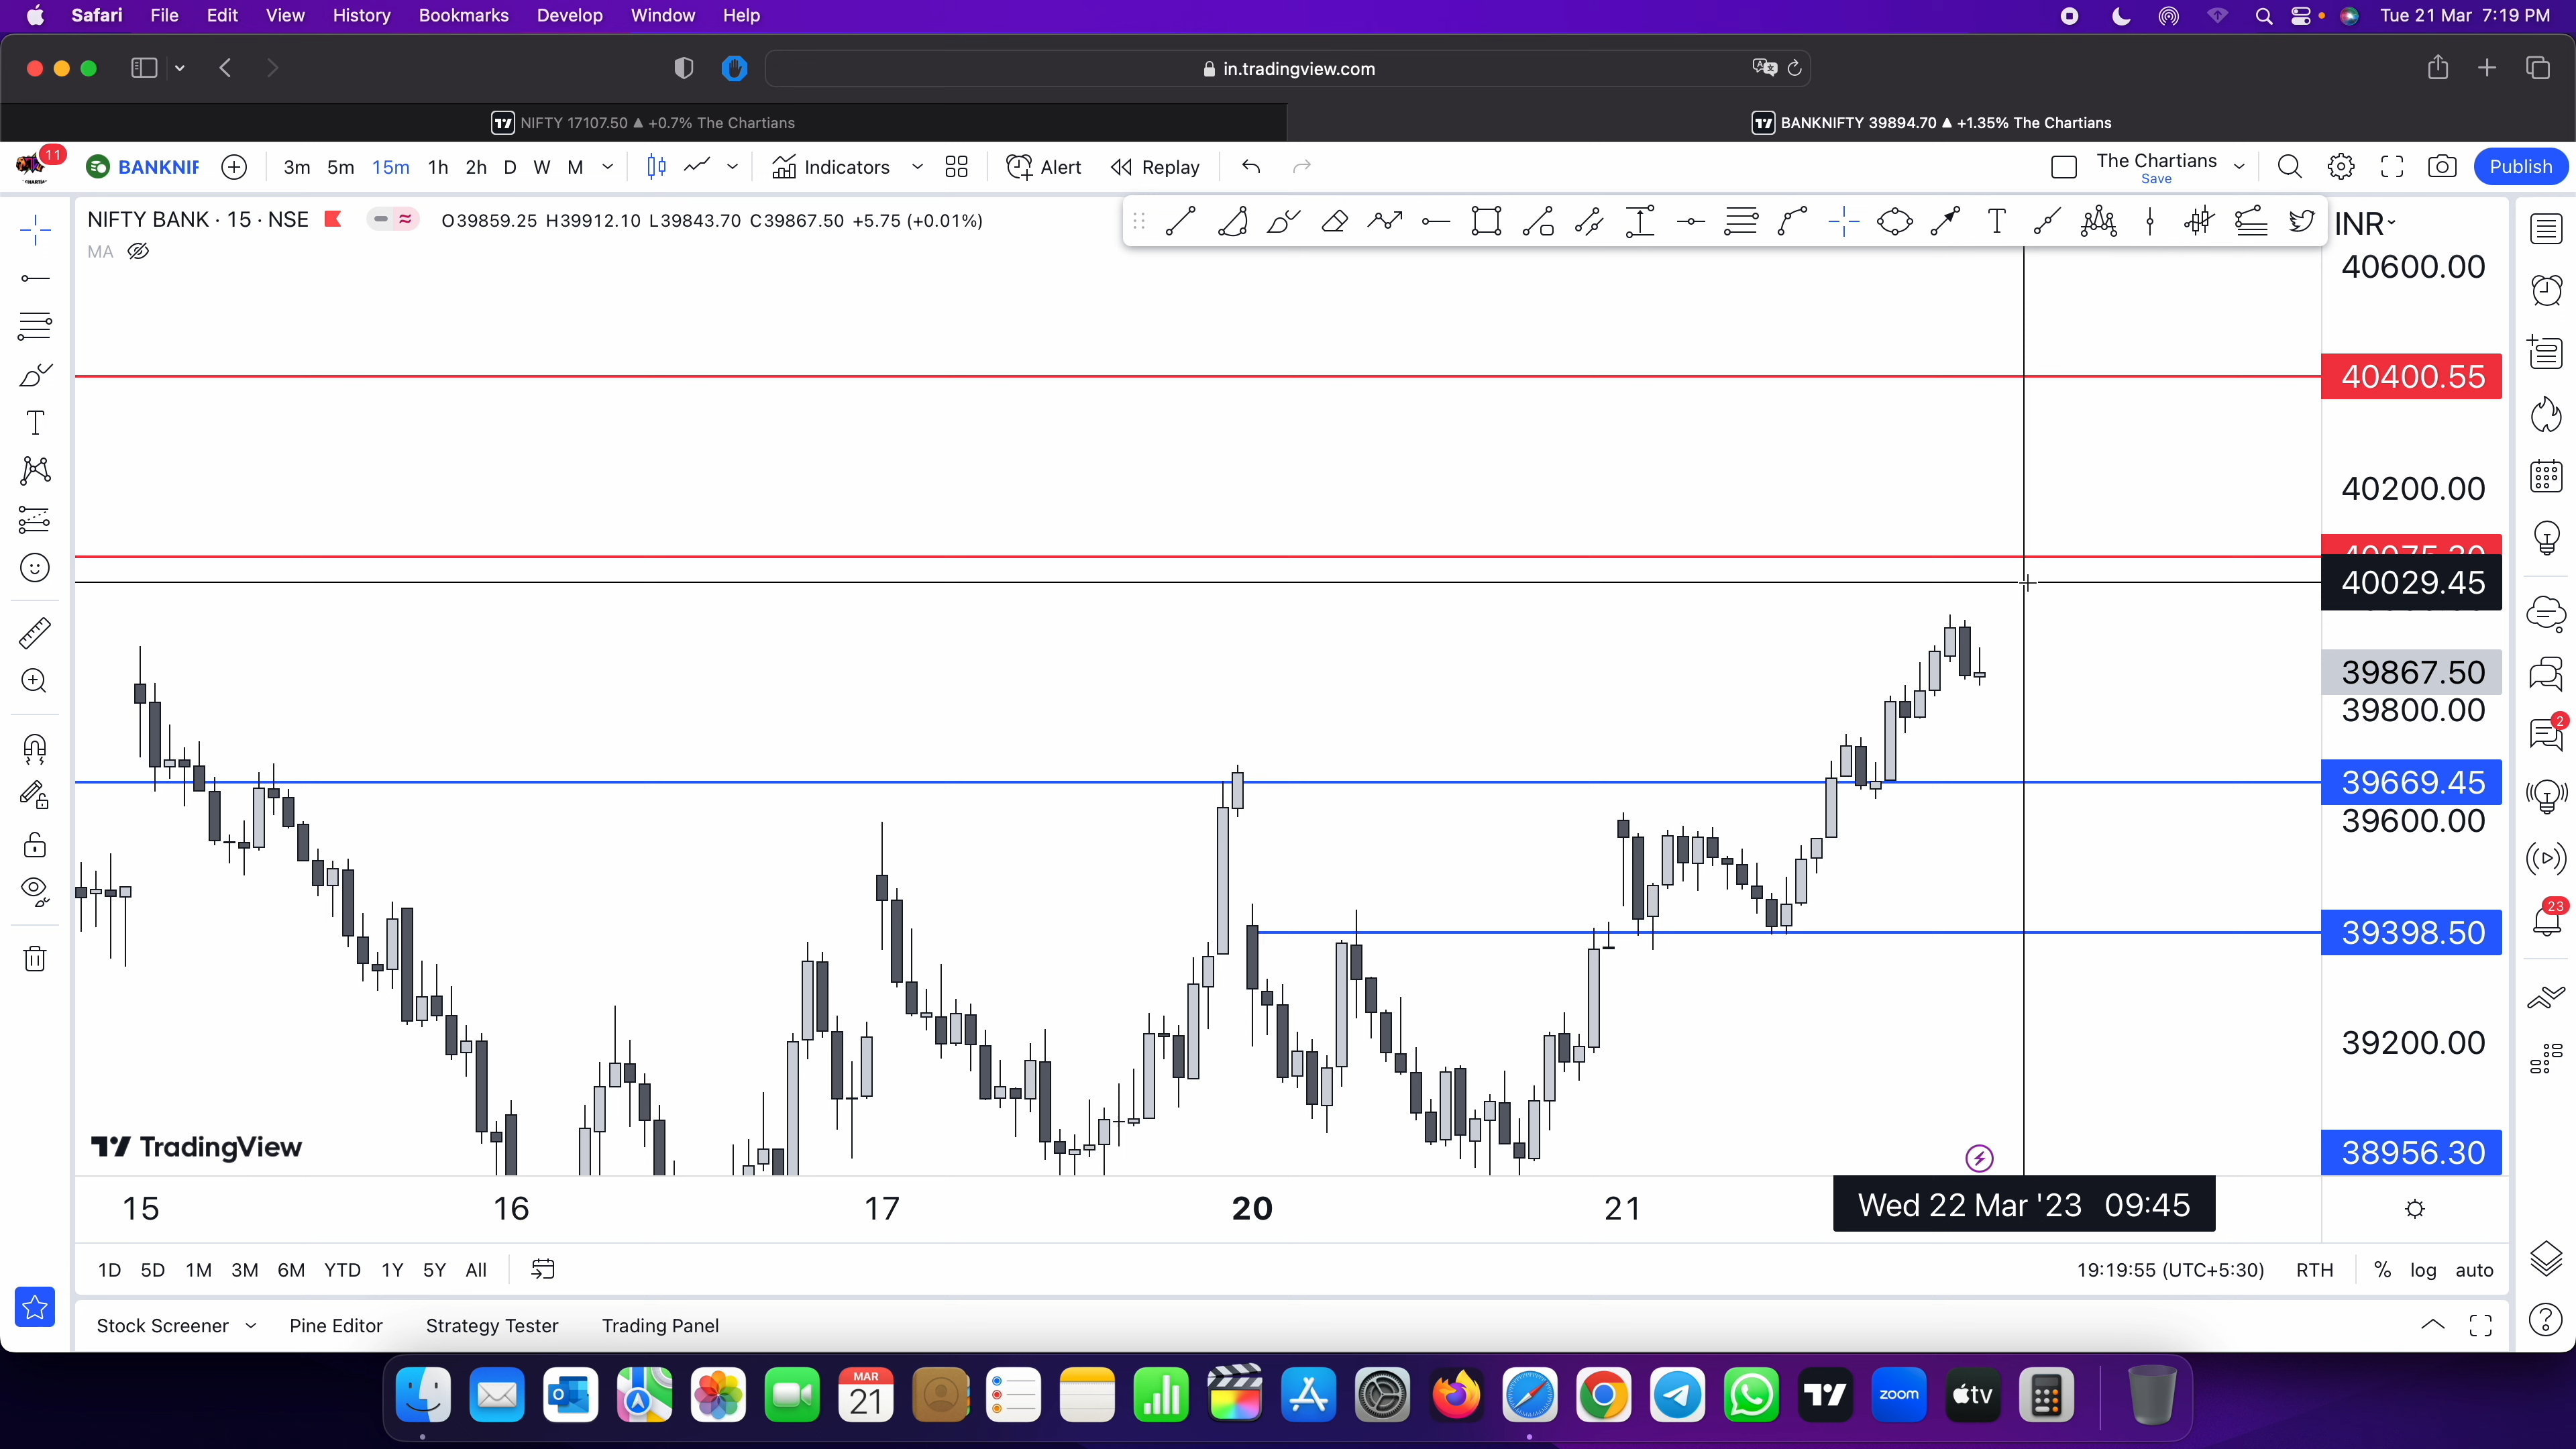 Safari File Edit View History Bookmarks Develop Window Help Tue 21 Mar 7:19 PM
in.tradingview.com
NIFTY 17107.50 ▲ +0.7% The Chartians
BANKNIFTY 39894.70 ▲ +1.35% The Chartians
11
BANKNIF 3m 5m 15m 1h 2h D W M Indicators Alert Replay The Chartians Publish
Save
NIFTY BANK · 15 · NSE O39859.25 H39912.10 L39843.70 C39867.50 +5.75 (+0.01%)
INR
MA
40600.00
40400.55
40200.00
40029.45
39867.50
39800.00
2
39669.45
39600.00
23
39398.50
39200.00
TradingView
38956.30
15 16 17 20 21 Wed 22 Mar '23 09:45
1D 5D 1M 3M 6M YTD 1Y 5Y All 19:19:55 (UTC+5:30) RTH % log auto
Stock Screener Pine Editor Strategy Tester Trading Panel
MAR
21
zoom
tv